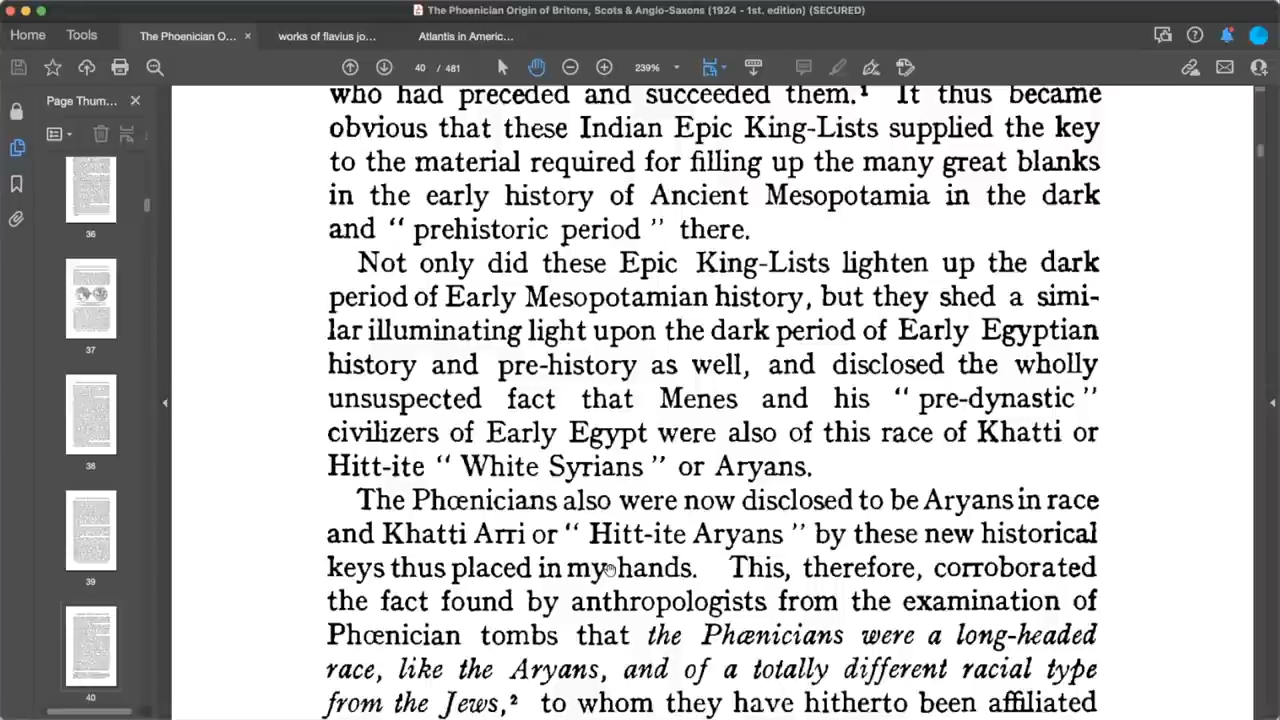 The Phoenician Origin of Britons, Scots & Anglo-Saxons (1924 - 1st. edition) (SECURED)
Home Tools The Phoenician O... × works of flavius jo... Atlantis in Americ...
40 / 481 239%
Page Thum... ×
36
37
38
39
40
who had preceded and succeeded them.¹ It thus became
obvious that these Indian Epic King-Lists supplied the key
to the material required for filling up the many great blanks
in the early history of Ancient Mesopotamia in the dark
and “ prehistoric period ” there.
Not only did these Epic King-Lists lighten up the dark
period of Early Mesopotamian history, but they shed a simi-
lar illuminating light upon the dark period of Early Egyptian
history and pre-history as well, and disclosed the wholly
unsuspected fact that Menes and his “ pre-dynastic ”
civilizers of Early Egypt were also of this race of Khatti or
Hitt-ite “ White Syrians ” or Aryans.
The Phœnicians also were now disclosed to be Aryans in race
and Khatti Arri or “ Hitt-ite Aryans ” by these new historical
keys thus placed in my hands. This, therefore, corroborated
the fact found by anthropologists from the examination of
Phœnician tombs that the Phœnicians were a long-headed
race, like the Aryans, and of a totally different racial type
from the Jews,² to whom they have hitherto been affiliated